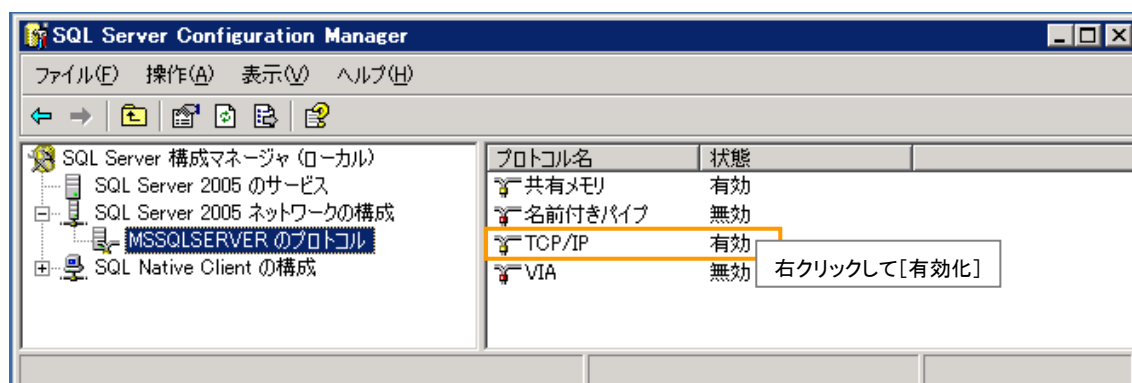 SQL Server Configuration Manager
ファイル(F) 操作(A) 表示(V) ヘルプ(H)
SQL Server 構成マネージャ (ローカル)
SQL Server 2005 のサービス
SQL Server 2005 ネットワークの構成
MSSQLSERVER のプロトコル
SQL Native Client の構成
プロトコル名 状態
共有メモリ 有効
名前付きパイプ 無効
TCP/IP 有効
VIA 無効
右クリックして[有効化]